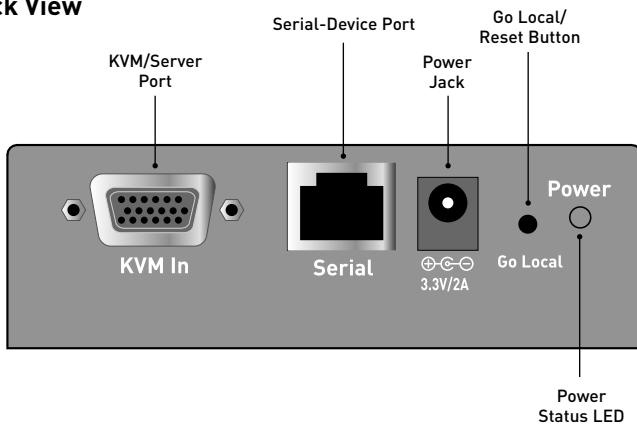 ck View
Serial-Device Port
Go Local/
Reset Button
KVM/Server
Port
Power
Jack
Power
KVM In
Serial
3.3V/2A
Go Local
Power
Status LED